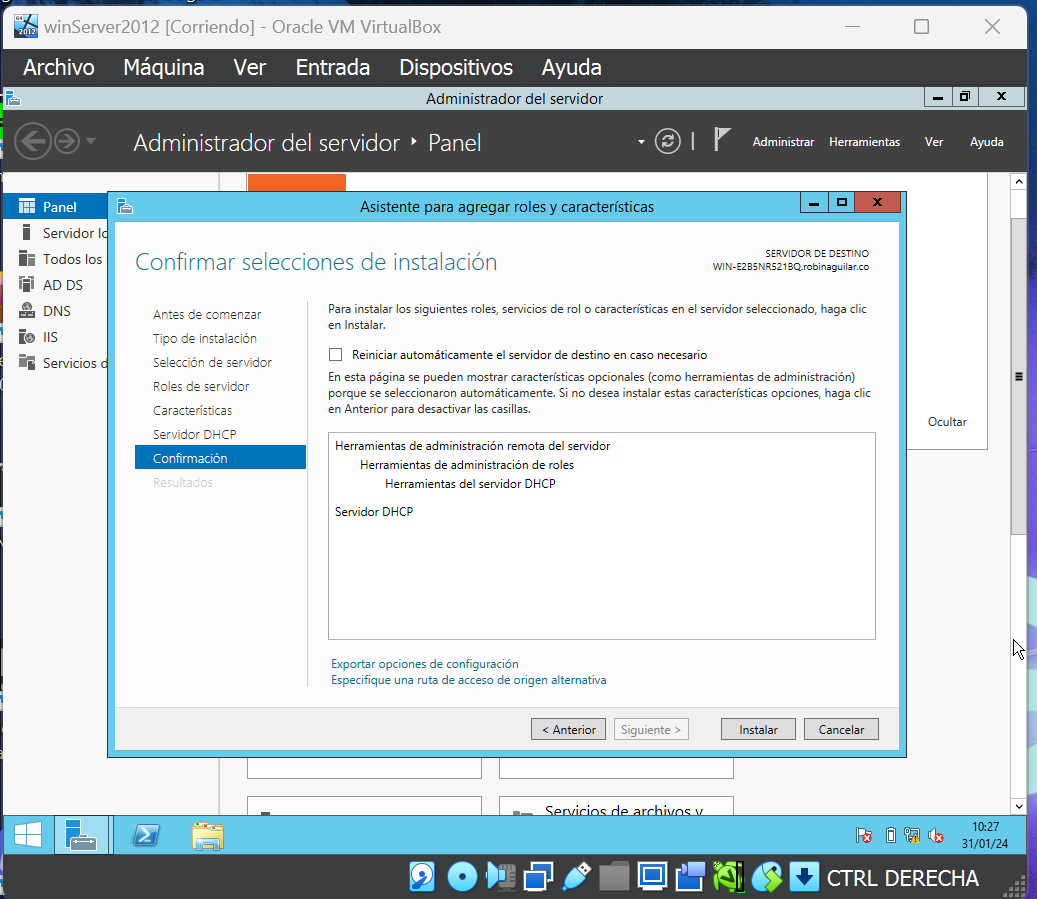 winServer2012 [Corriendo] - Oracle VM VirtualBox
Archivo Máquina Ver Entrada Dispositivos Ayuda
Administrador del servidor
Administrador del servidor Panel
Administrar Herramientas Ver Ayuda
Panel
Servidor lo
Todos los
AD DS
DNS
IIS
Servicios d
Asistente para agregar roles y características
Confirmar selecciones de instalación
SERVIDOR DE DESTINO
WIN-E2B5NR521BQ.robinaguilar.co
Antes de comenzar
Tipo de instalación
Selección de servidor
Roles de servidor
Características
Servidor DHCP
Confirmación
Resultados
Para instalar los siguientes roles, servicios de rol o características en el servidor seleccionado, haga clic
en Instalar.
Reiniciar automáticamente el servidor de destino en caso necesario
En esta página se pueden mostrar características opcionales (como herramientas de administración)
porque se seleccionaron automáticamente. Si no desea instalar estas características opciones, haga clic
en Anterior para desactivar las casillas.
Herramientas de administración remota del servidor
Herramientas de administración de roles
Herramientas del servidor DHCP
Servidor DHCP
Exportar opciones de configuración
Especifique una ruta de acceso de origen alternativa
< Anterior Siguiente > Instalar Cancelar
Ocultar
Servicios de archivos y
10:27
31/01/24
CTRL DERECHA